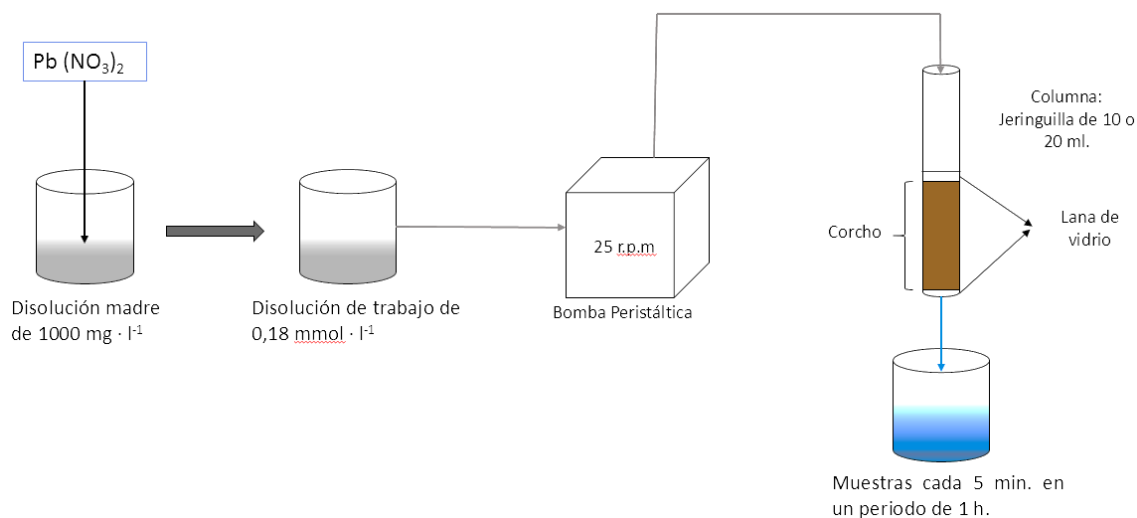 Pb (NO₃)₂
Disolución madre
de 1000 mg · l⁻¹
Disolución de trabajo de
0,18 mmol · l⁻¹
25 r.p.m
Bomba Peristáltica
Columna:
Jeringuilla de 10 o
20 ml.
Corcho
Lana de
vidrio
Muestras cada 5 min. en
un periodo de 1 h.